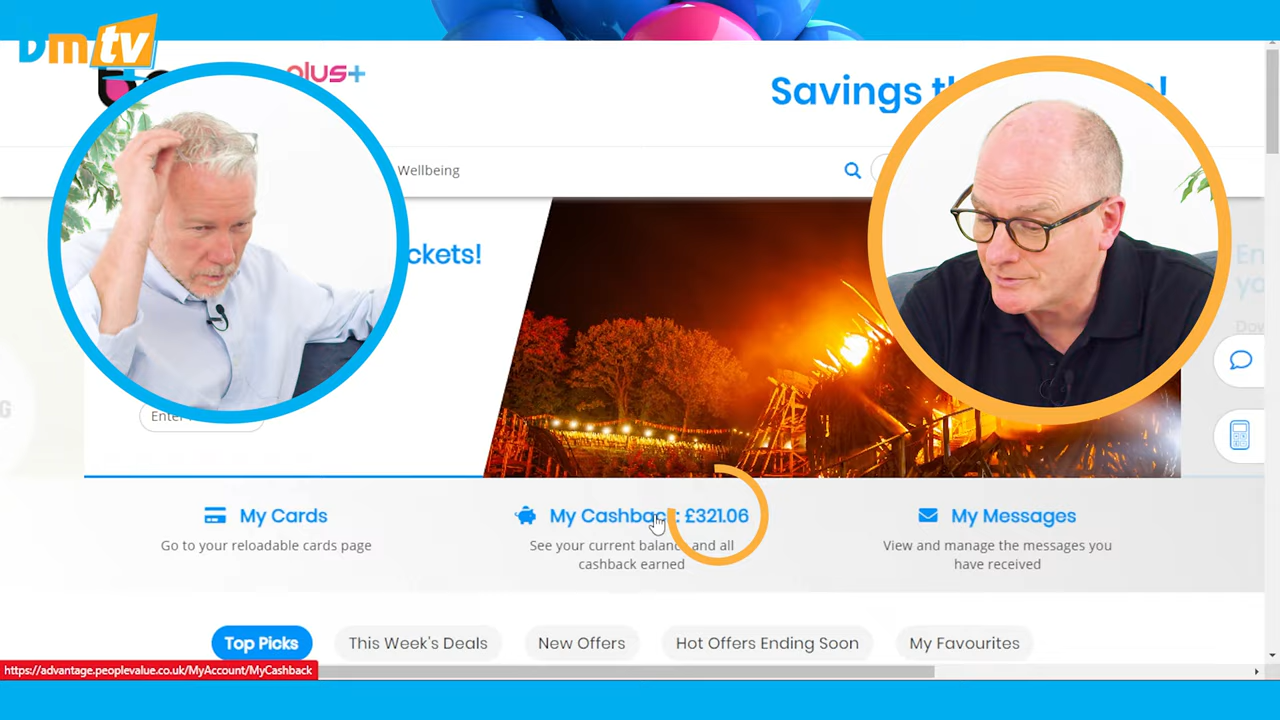 Dmtv
plus+
Savings
Wellbeing
ckets!
My Cards
Go to your reloadable cards page
My Cashback: £321.06
See your current balance and all
cashback earned
My Messages
View and manage the messages you
have received
Top Picks
This Week's Deals
New Offers
Hot Offers Ending Soon
My Favourites
https://advantage.peoplevalue.co.uk/MyAccount/MyCashback